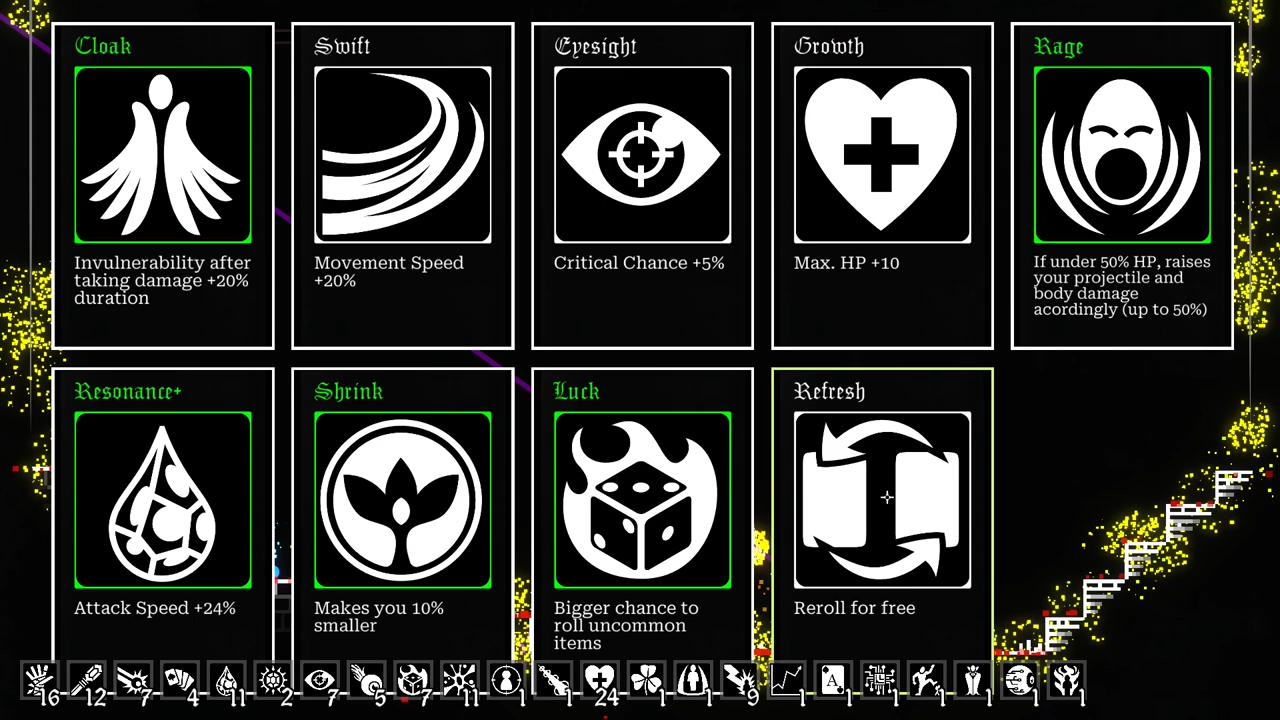 Cloak
Invulnerability after
taking damage +20%
duration
Swift
Movement Speed
+20%
Eyesight
Critical Chance +5%
Growth
Max. HP +10
Rage
If under 50% HP, raises
your projectile and
body damage
acordingly (up to 50%)
Resonance+
Attack Speed +24%
Shrink
Makes you 10%
smaller
Luck
Bigger chance to
roll uncommon
items
Refresh
Reroll for free
16 12 7 4 11 2 7 5 7 11 1 1 24 1 1 9 1 1 1 1 1 1 1
A